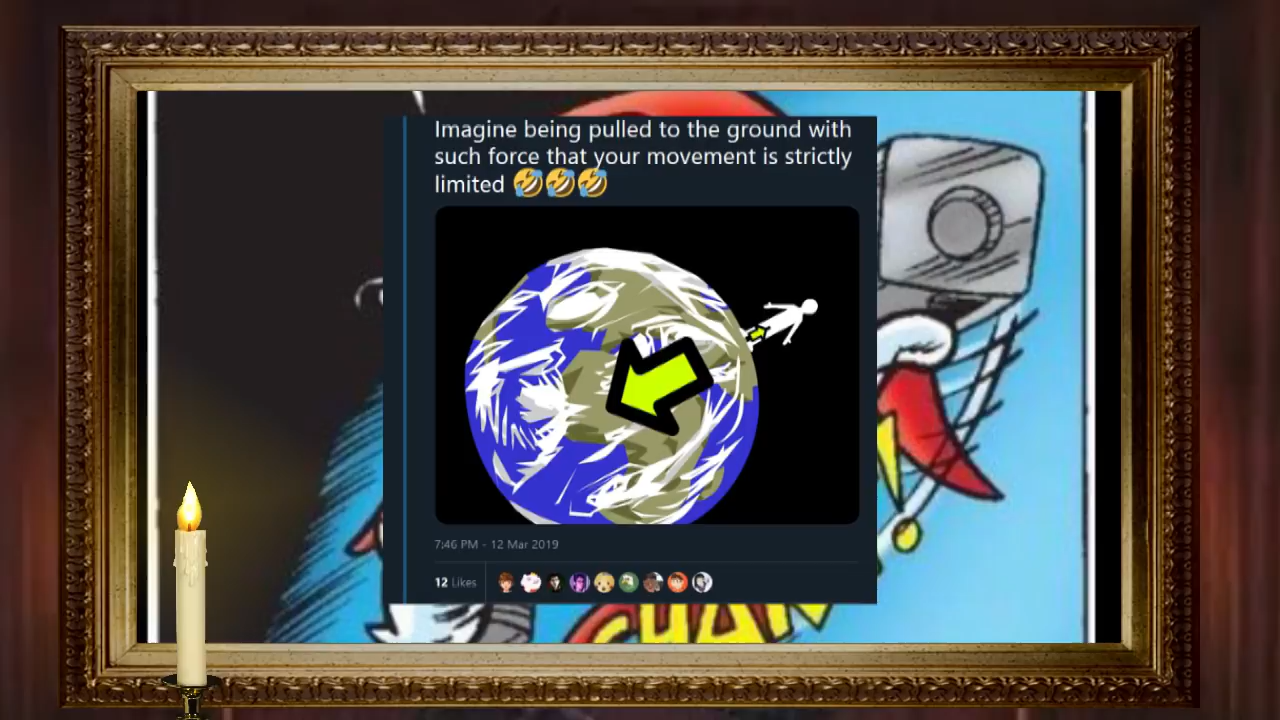 Imagine being pulled to the ground with
such force that your movement is strictly
limited 🤣🤣🤣
7:46 PM - 12 Mar 2019
12 Likes
CHAN